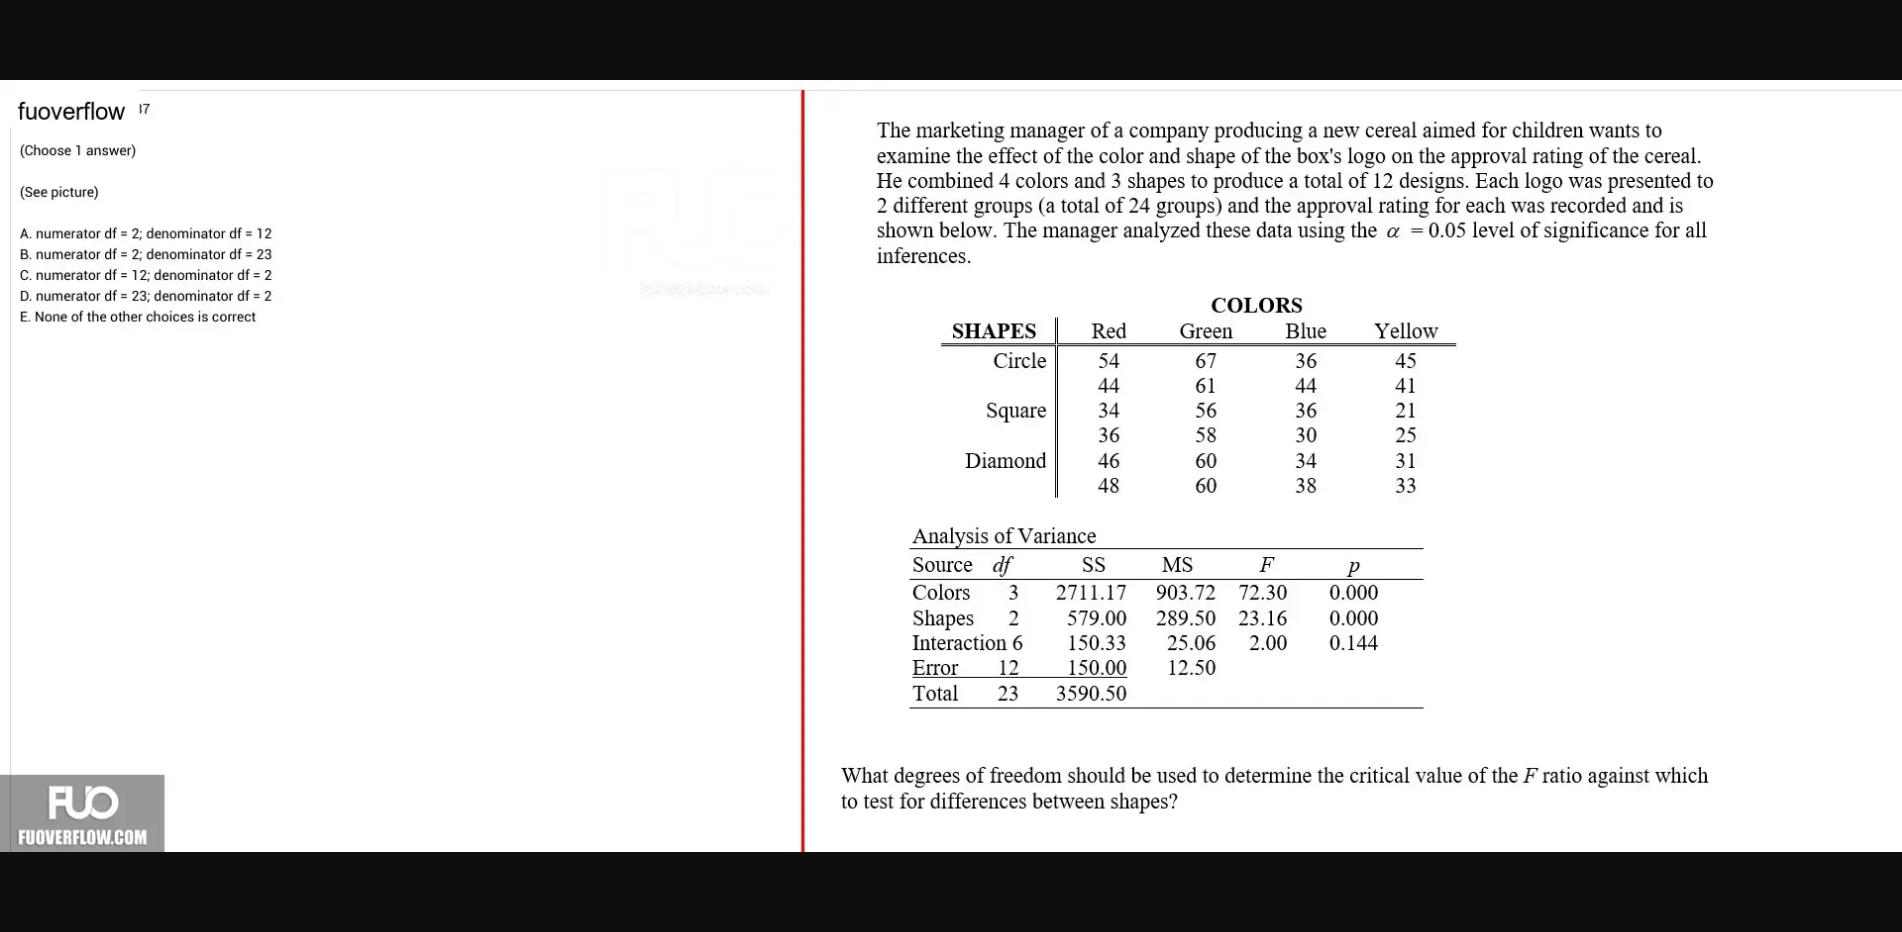 fuoverflow 17
(Choose 1 answer)
(See picture)
A. numerator df = 2; denominator df = 12
B. numerator df = 2; denominator df = 23
C. numerator df = 12; denominator df = 2
D. numerator df = 23; denominator df = 2
E. None of the other choices is correct
FUO
FUOVERFLOW.COM
The marketing manager of a company producing a new cereal aimed for children wants to
examine the effect of the color and shape of the box's logo on the approval rating of the cereal.
He combined 4 colors and 3 shapes to produce a total of 12 designs. Each logo was presented to
2 different groups (a total of 24 groups) and the approval rating for each was recorded and is
shown below. The manager analyzed these data using the α = 0.05 level of significance for all
inferences.
COLORS
SHAPES Red Green Blue Yellow
Circle 54 67 36 45
44 61 44 41
Square 34 56 36 21
36 58 30 25
Diamond 46 60 34 31
48 60 38 33
Analysis of Variance
Source df SS MS F p
Colors 3 2711.17 903.72 72.30 0.000
Shapes 2 579.00 289.50 23.16 0.000
Interaction 6 150.33 25.06 2.00 0.144
Error 12 150.00 12.50
Total 23 3590.50
What degrees of freedom should be used to determine the critical value of the F ratio against which
to test for differences between shapes?
FUO
FUOVERFLOW.COM